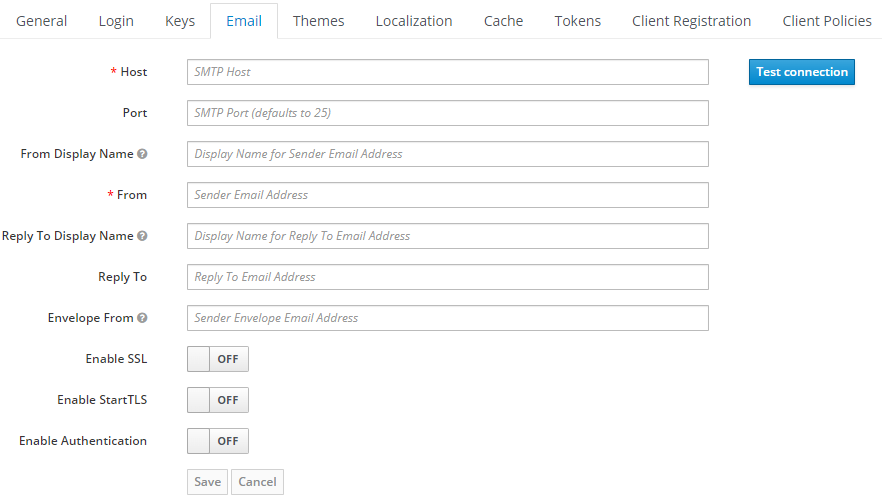 General Login Keys Email Themes Localization Cache Tokens Client Registration Client Policies
* Host SMTP Host Test connection
Port SMTP Port (defaults to 25)
From Display Name ? Display Name for Sender Email Address
* From Sender Email Address
Reply To Display Name ? Display Name for Reply To Email Address
Reply To Reply To Email Address
Envelope From ? Sender Envelope Email Address
Enable SSL OFF
Enable StartTLS OFF
Enable Authentication OFF
Save Cancel